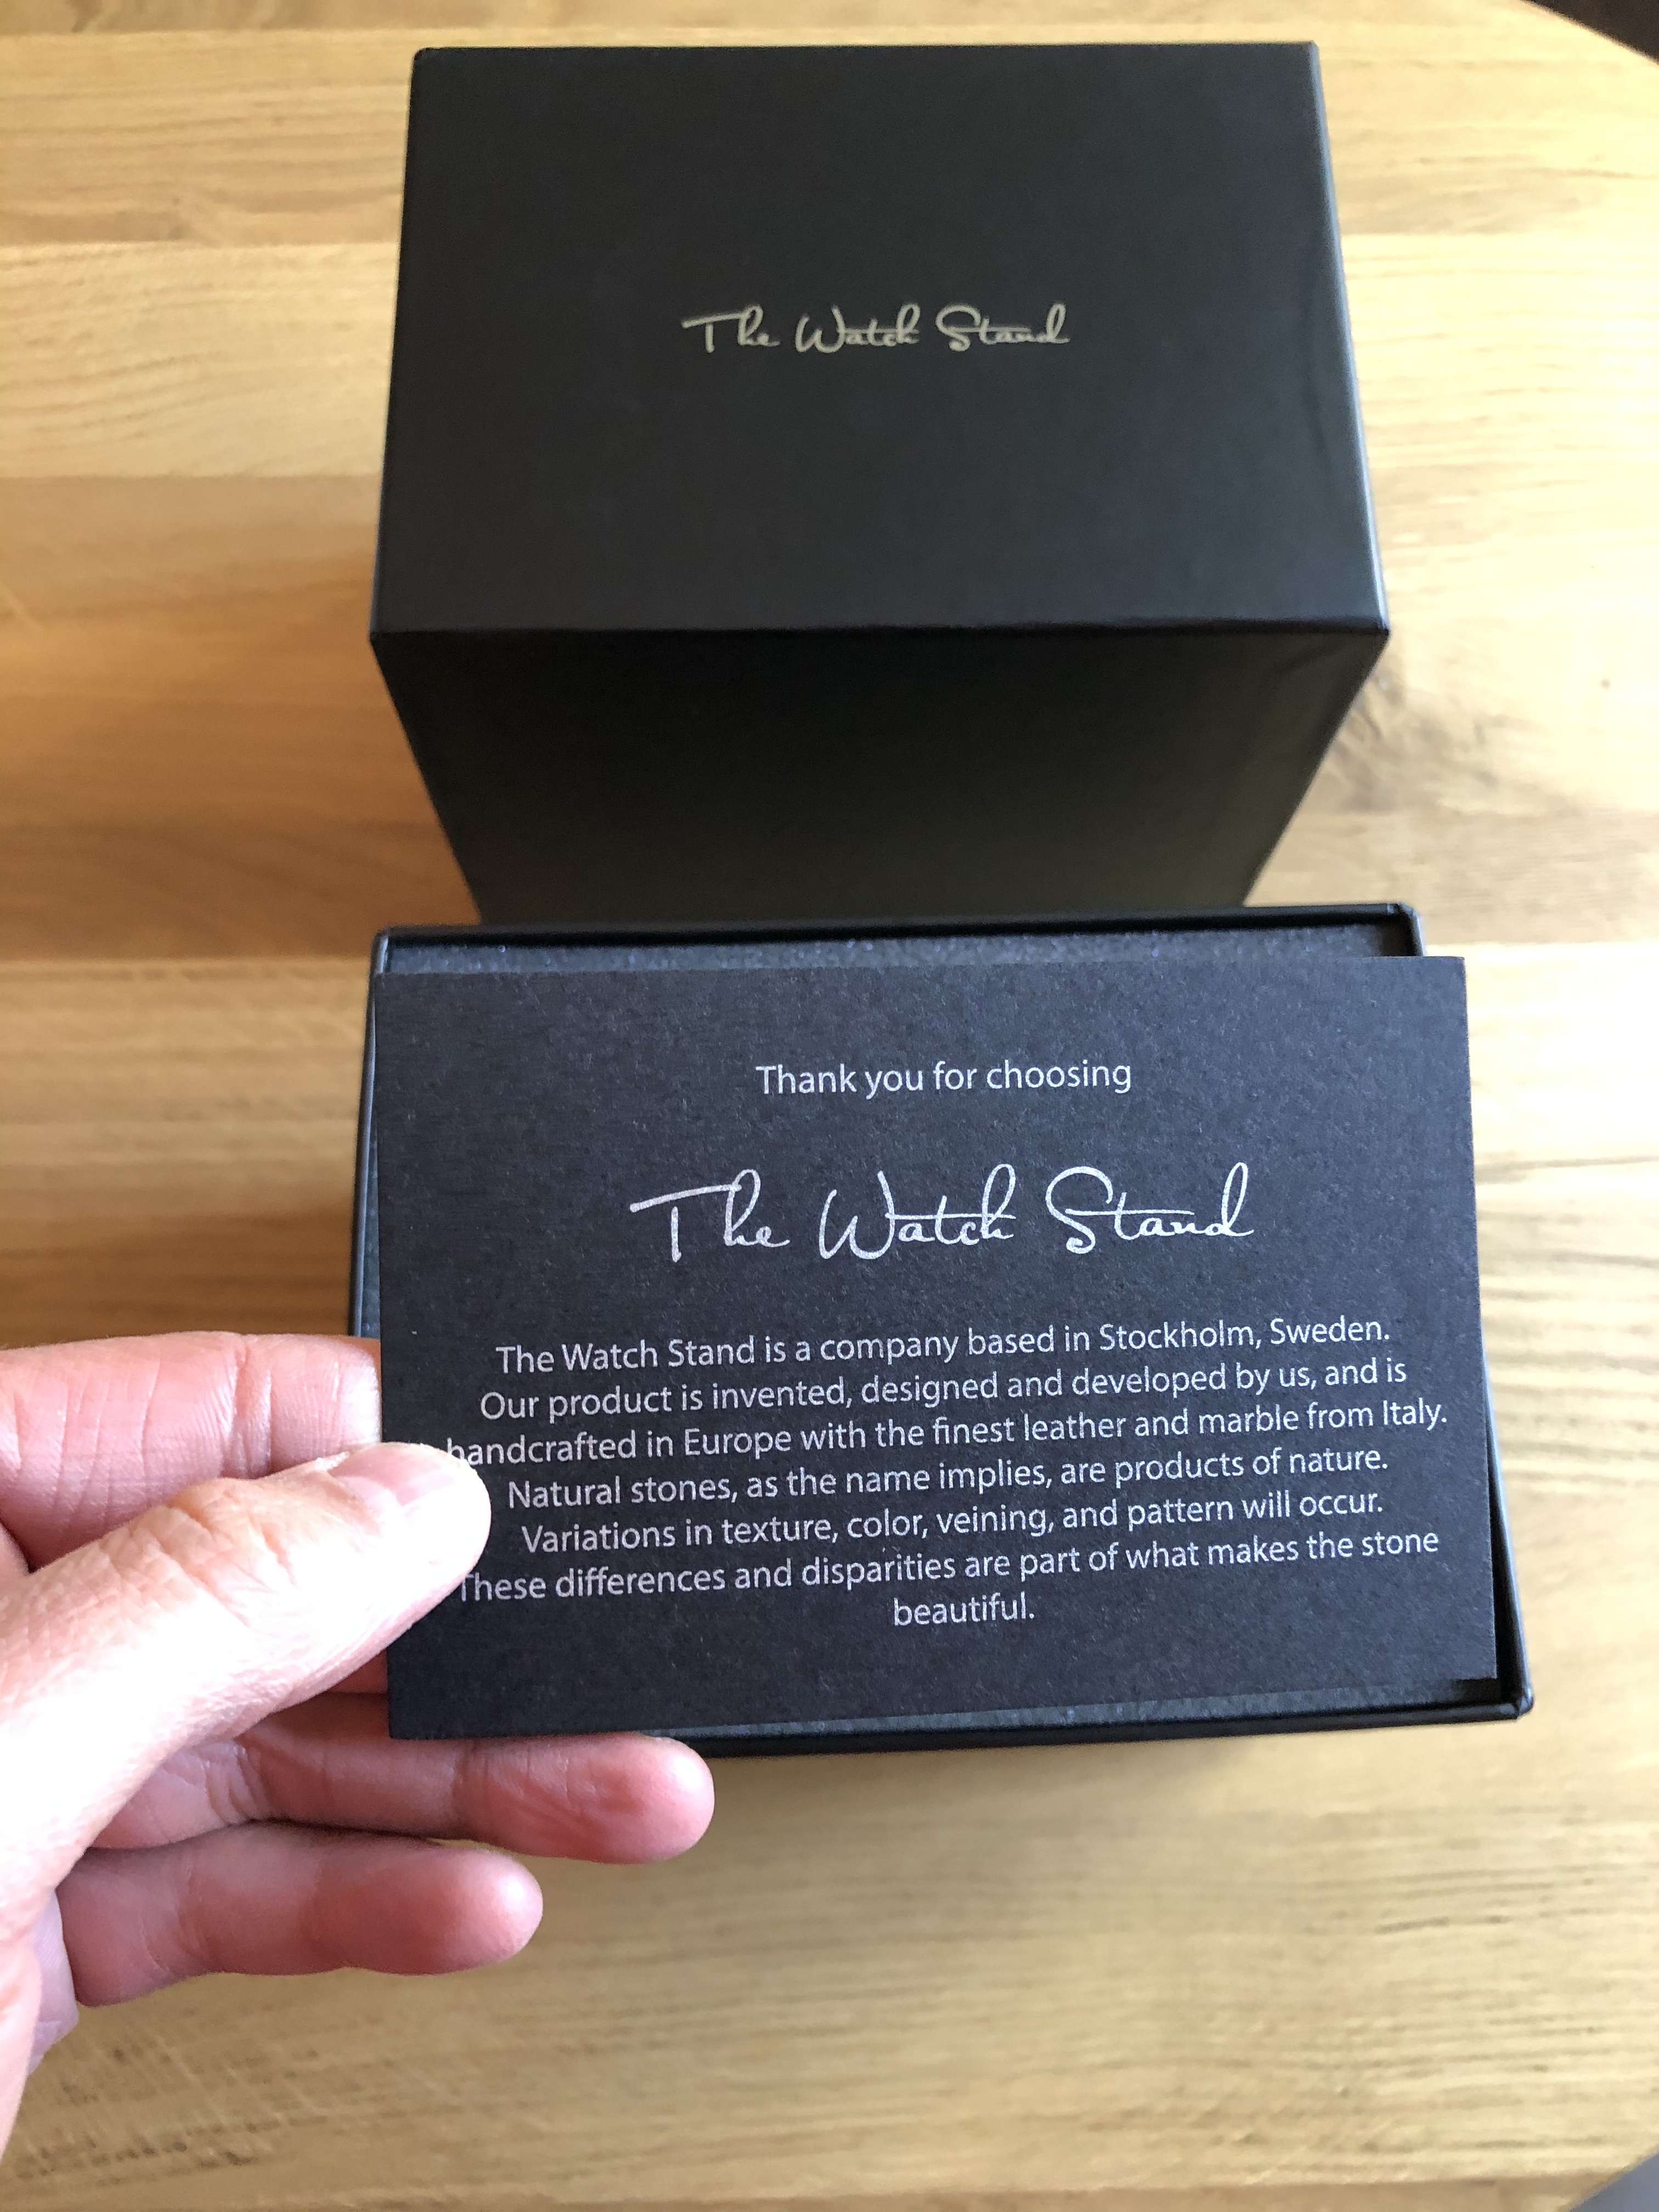 The Watch Stand
Thank you for choosing
The Watch Stand
The Watch Stand is a company based in Stockholm, Sweden.
Our product is invented, designed and developed by us, and is
handcrafted in Europe with the finest leather and marble from Italy.
Natural stones, as the name implies, are products of nature.
Variations in texture, color, veining, and pattern will occur.
These differences and disparities are part of what makes the stone
beautiful.